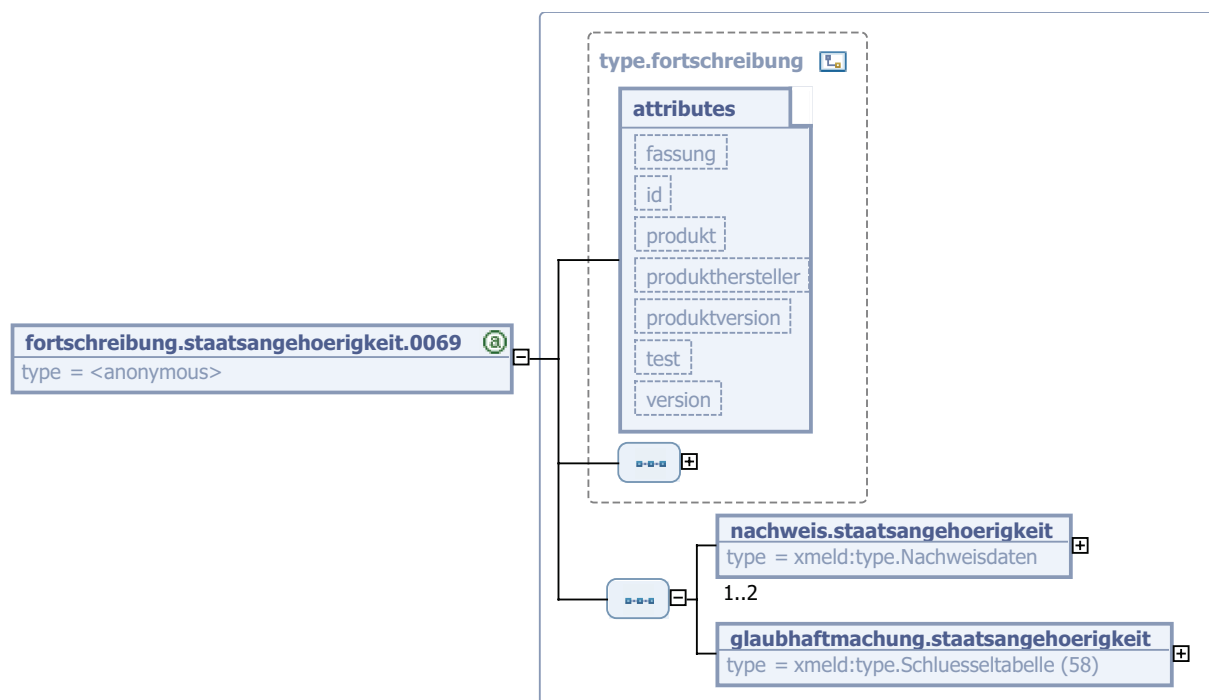 type.fortschreibung
attributes
fassung
id
produkt
produkthersteller
produktversion
test
version
fortschreibung.staatsangehoerigkeit.0069 a
type = <anonymous>
nachweis.staatsangehoerigkeit
type = xmeld:type.Nachweisdaten
1..2
glaubhaftmachung.staatsangehoerigkeit
type = xmeld:type.Schluesseltabelle (58)